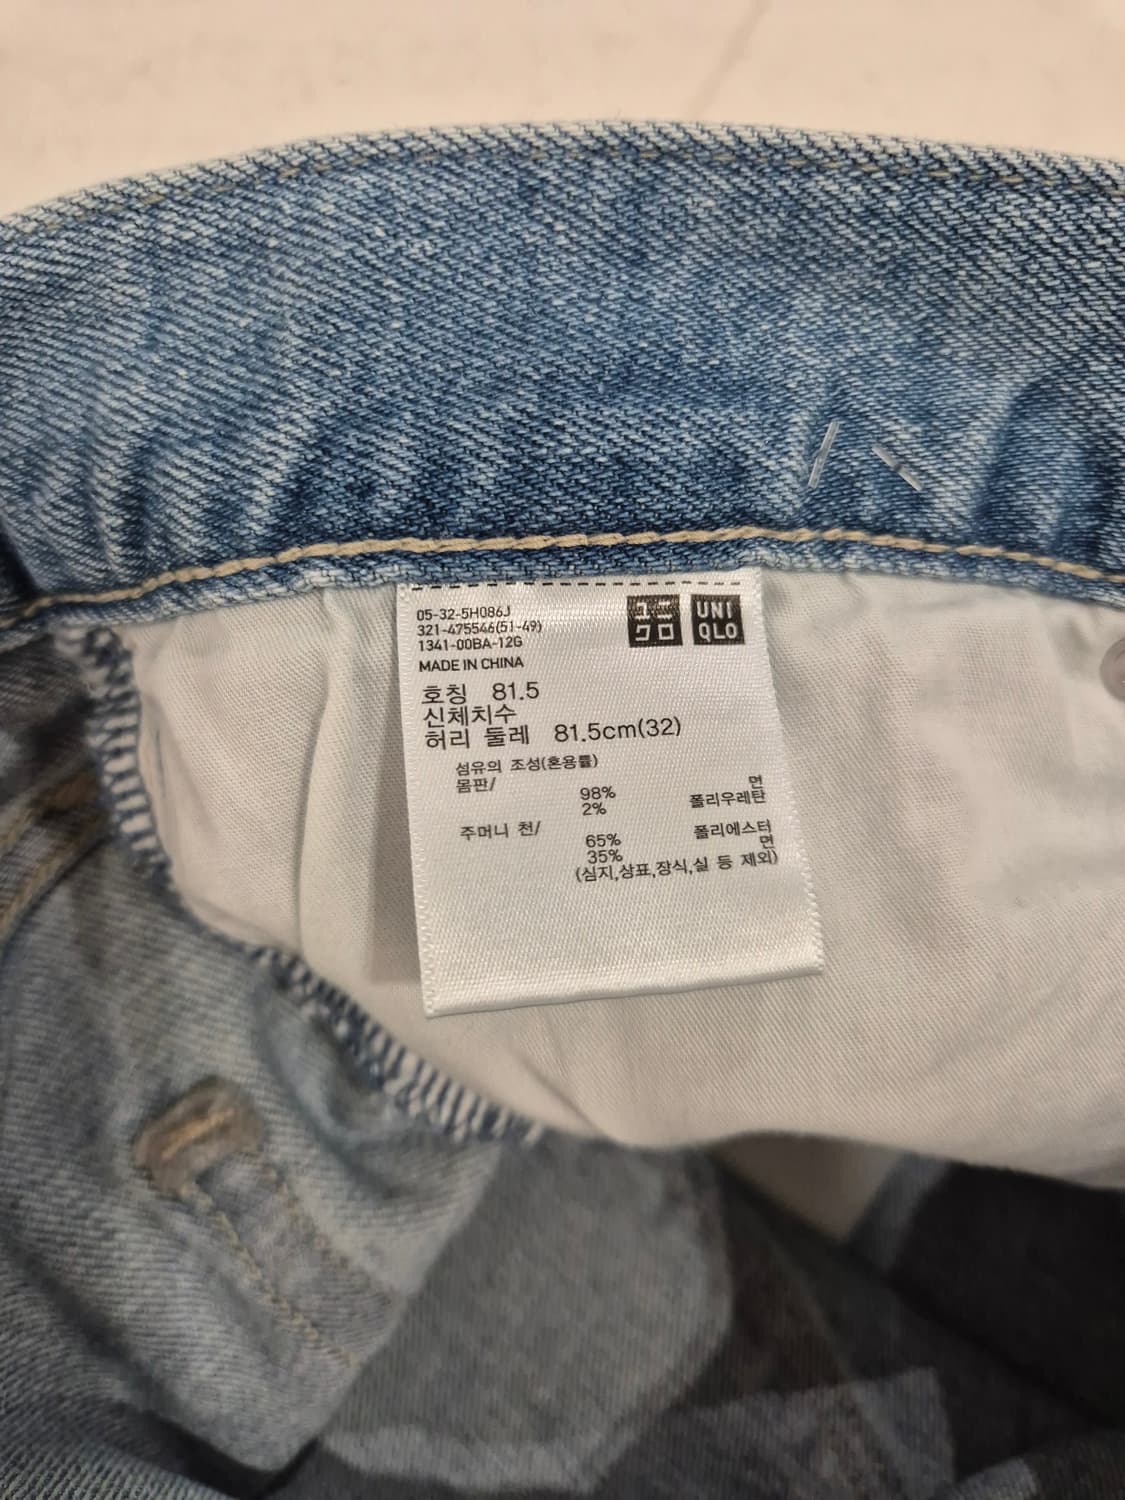 05-32-5H086J
321-475546(51-49)
1341-00BA-12G
MADE IN CHINA
ユニ
クロ
UNI
QLO
호칭 81.5
신체치수
허리 둘레 81.5cm(32)
섬유의 조성(혼용률)
몸판/
98% 면
2% 폴리우레탄
주머니 천/
65% 폴리에스터
35% 면
(심지,상표,장식,실 등 제외)